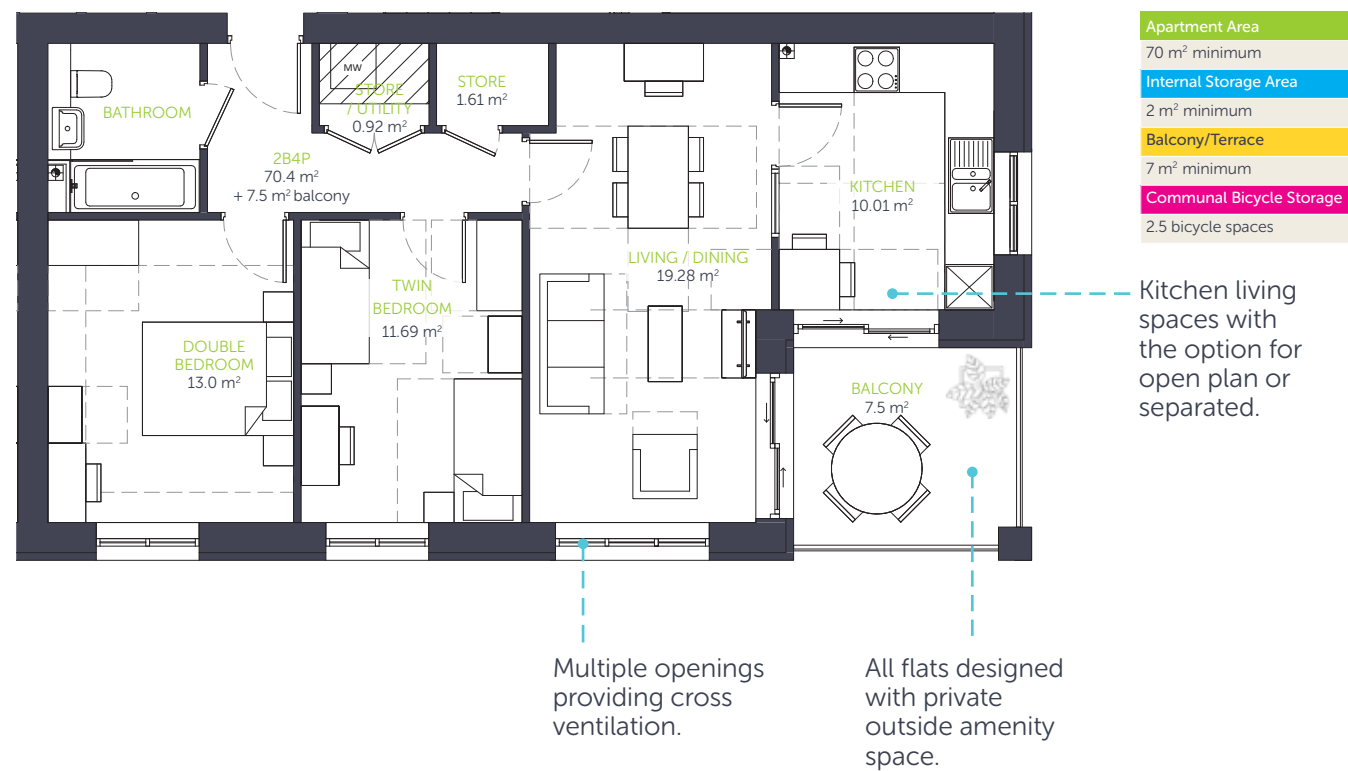 BATHROOM
MW
STORE
/ UTILITY
0.92 m²
STORE
1.61 m²
2B4P
70.4 m²
+ 7.5 m² balcony
KITCHEN
10.01 m²
LIVING / DINING
19.28 m²
TWIN
BEDROOM
11.69 m²
DOUBLE
BEDROOM
13.0 m²
BALCONY
7.5 m²
Apartment Area
70 m² minimum
Internal Storage Area
2 m² minimum
Balcony/Terrace
7 m² minimum
Communal Bicycle Storage
2.5 bicycle spaces
Kitchen living
spaces with
the option for
open plan or
separated.
Multiple openings
providing cross
ventilation.
All flats designed
with private
outside amenity
space.